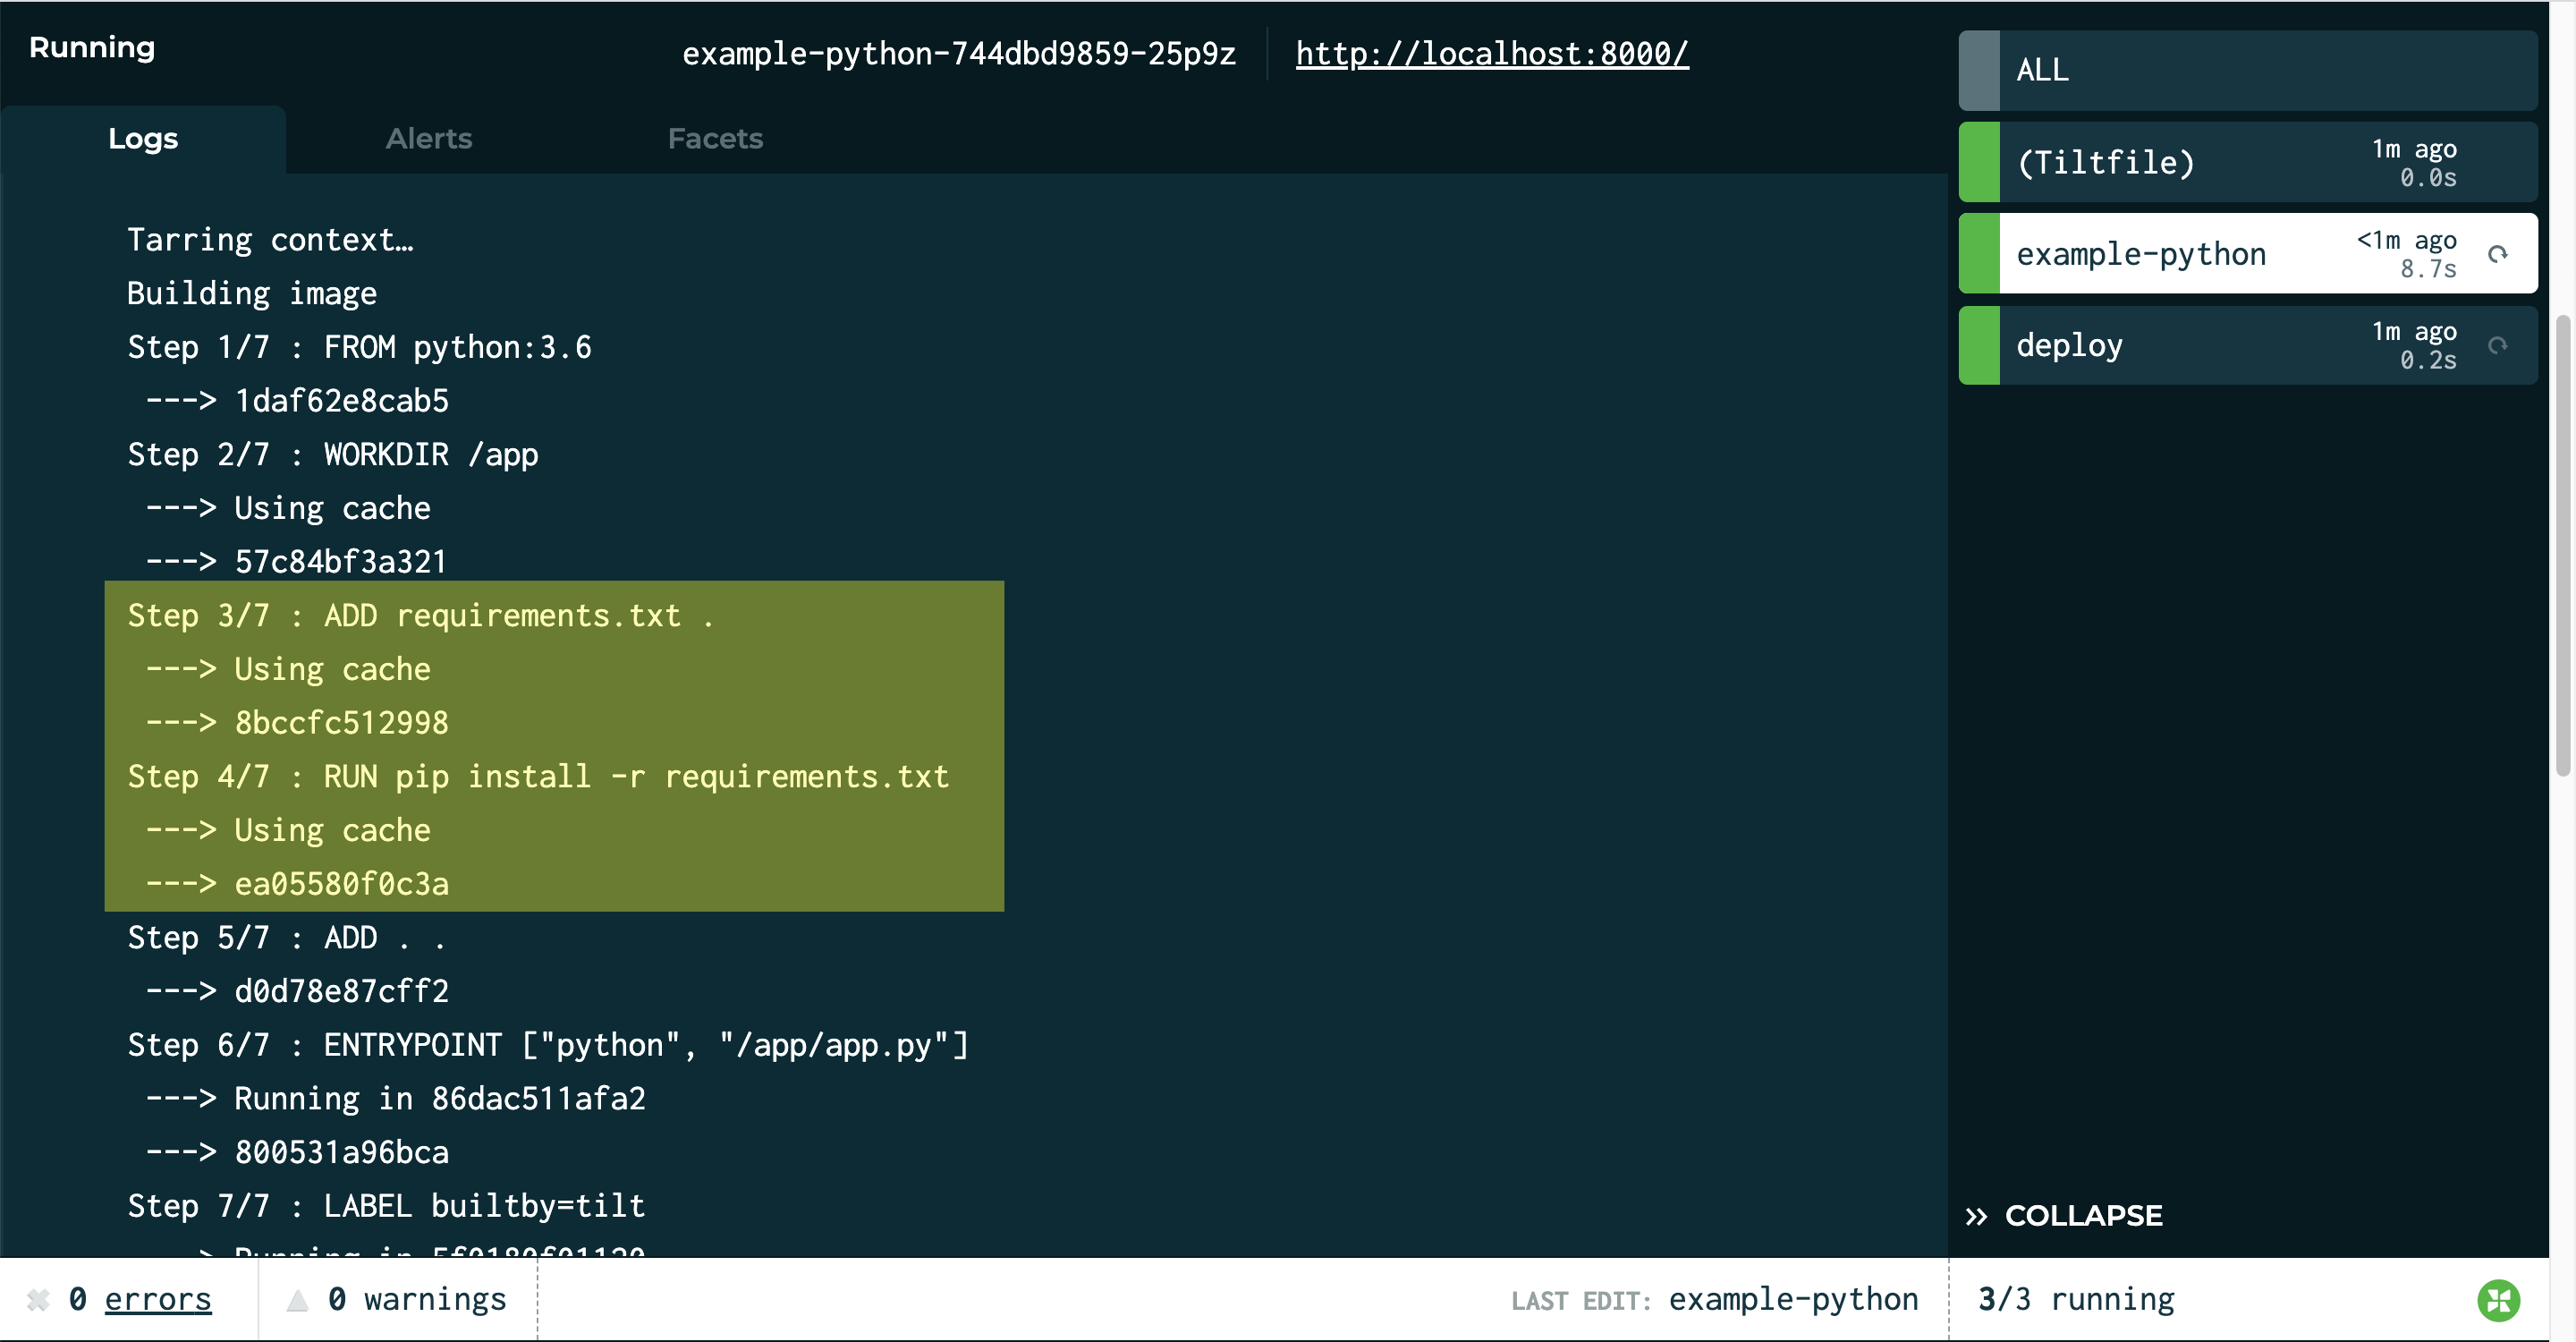 Running
example-python-744dbd9859-25p9z
http://localhost:8000/
Logs
Alerts
Facets
Tarring context…
Building image
Step 1/7 : FROM python:3.6
---> 1daf62e8cab5
Step 2/7 : WORKDIR /app
---> Using cache
---> 57c84bf3a321
Step 3/7 : ADD requirements.txt .
---> Using cache
---> 8bccfc512998
Step 4/7 : RUN pip install -r requirements.txt
---> Using cache
---> ea05580f0c3a
Step 5/7 : ADD . .
---> d0d78e87cff2
Step 6/7 : ENTRYPOINT ["python", "/app/app.py"]
---> Running in 86dac511afa2
---> 800531a96bca
Step 7/7 : LABEL builtby=tilt
---> Running in
ALL
(Tiltfile)
1m ago
0.0s
example-python
<1m ago
8.7s
deploy
1m ago
0.2s
COLLAPSE
0 errors
0 warnings
LAST EDIT: example-python
3/3 running